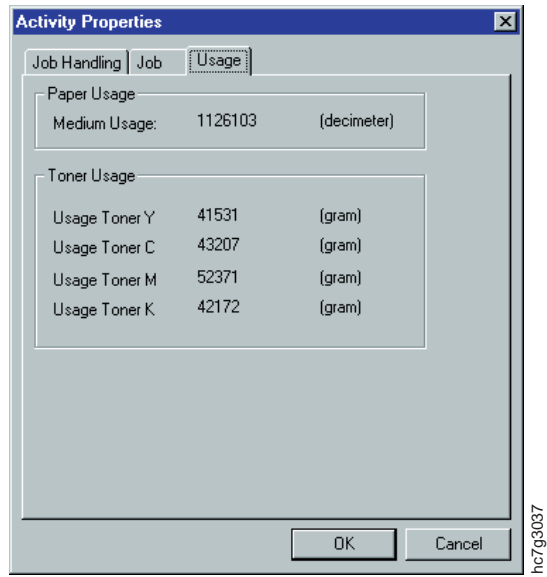 Activity Properties
Job Handling Job Usage
Paper Usage
Medium Usage: 1126103 (decimeter)
Toner Usage
Usage Toner Y 41531 (gram)
Usage Toner C 43207 (gram)
Usage Toner M 52371 (gram)
Usage Toner K 42172 (gram)
OK Cancel
hc7g3037